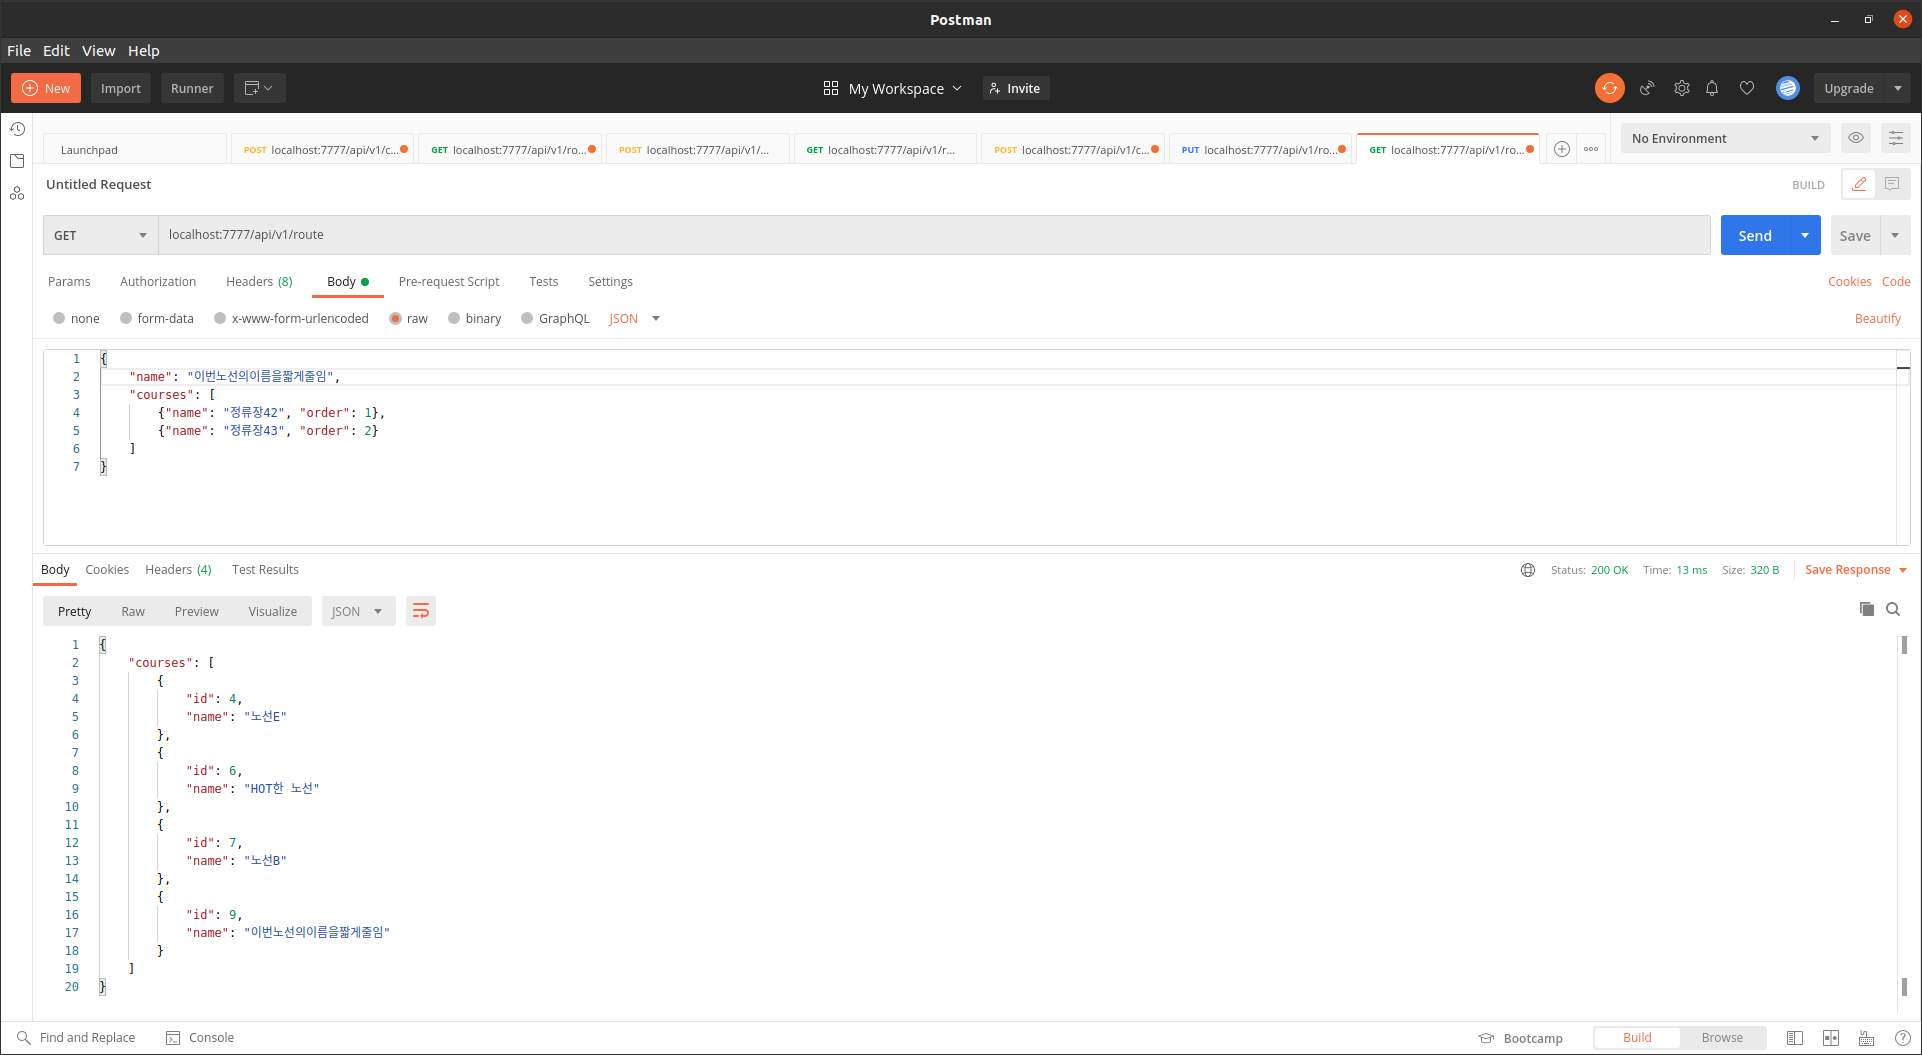 Postman
File Edit View Help
New Import Runner My Workspace Invite Upgrade
Launchpad POST localhost:7777/api/v1/c... GET localhost:7777/api/v1/ro... POST localhost:7777/api/v1/... GET localhost:7777/api/v1/r... POST localhost:7777/api/v1/c... PUT localhost:7777/api/v1/ro... GET localhost:7777/api/v1/ro... No Environment
Untitled Request BUILD
GET localhost:7777/api/v1/route Send Save
Params Authorization Headers (8) Body Pre-request Script Tests Settings Cookies Code
none form-data x-www-form-urlencoded raw binary GraphQL JSON Beautify
1 {
2 "name": "이번노선의이름을짧게줄임",
3 "courses": [
4 {"name": "정류장42", "order": 1},
5 {"name": "정류장43", "order": 2}
6 ]
7 }
Body Cookies Headers (4) Test Results Status: 200 OK Time: 13 ms Size: 320 B Save Response
Pretty Raw Preview Visualize JSON
1 {
2 "courses": [
3 {
4 "id": 4,
5 "name": "노선E"
6 },
7 {
8 "id": 6,
9 "name": "HOT한 노선"
10 },
11 {
12 "id": 7,
13 "name": "노선B"
14 },
15 {
16 "id": 9,
17 "name": "이번노선의이름을짧게줄임"
18 }
19 ]
20 }
Find and Replace Console Bootcamp Build Browse